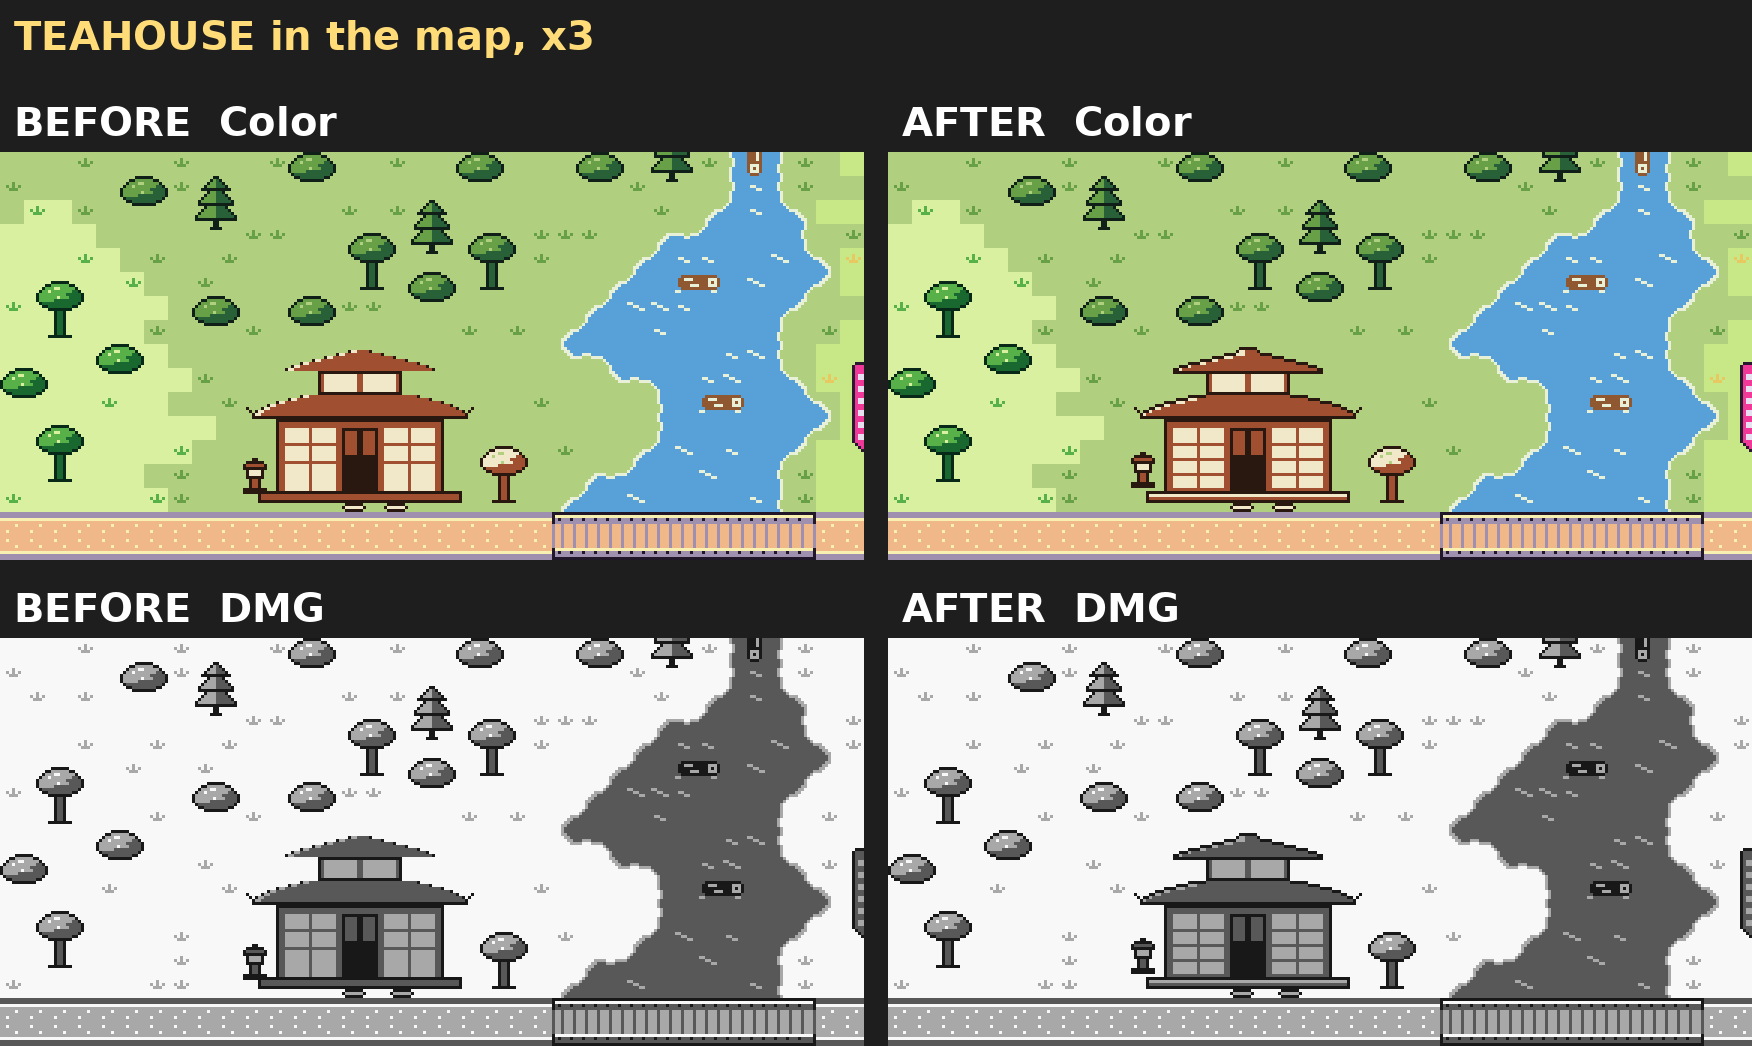 TEAHOUSE in the map, x3
BEFORE Color
AFTER Color
BEFORE DMG
AFTER DMG